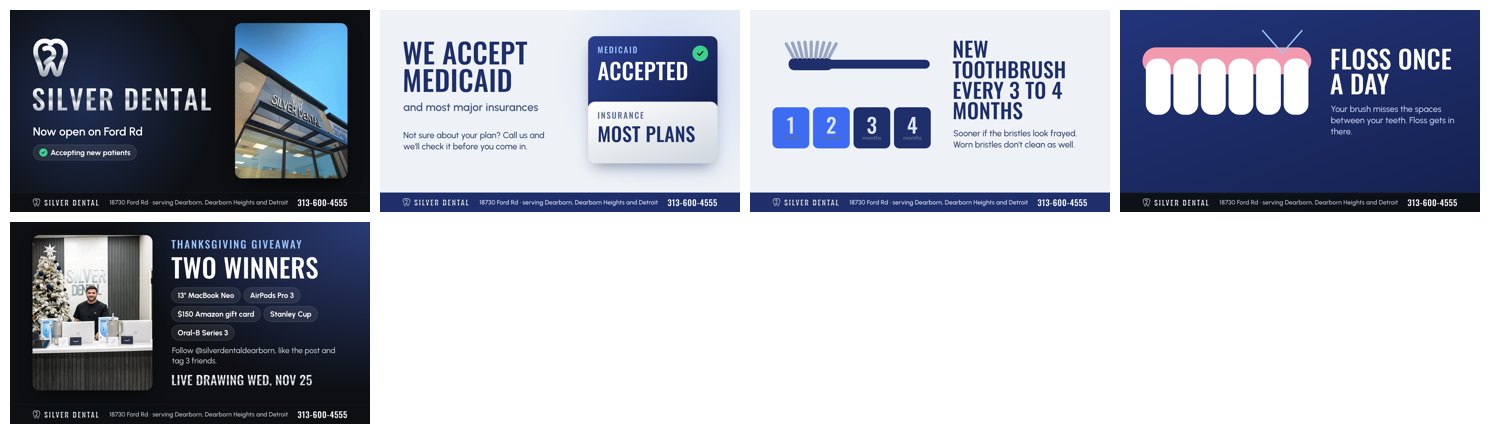 SILVER DENTAL
Now open on Ford Rd
Accepting new patients
SILVER DENTAL
SILVER DENTAL 18730 Ford Rd · serving Dearborn, Dearborn Heights and Detroit 313-600-4555
WE ACCEPT
MEDICAID
and most major insurances
Not sure about your plan? Call us and
we'll check it before you come in.
MEDICAID
ACCEPTED
INSURANCE
MOST PLANS
SILVER DENTAL 18730 Ford Rd · serving Dearborn, Dearborn Heights and Detroit 313-600-4555
1 2 3 4
months months
NEW
TOOTHBRUSH
EVERY 3 TO 4
MONTHS
Sooner if the bristles look frayed.
Worn bristles don't clean as well.
SILVER DENTAL 18730 Ford Rd · serving Dearborn, Dearborn Heights and Detroit 313-600-4555
FLOSS ONCE
A DAY
Your brush misses the spaces
between your teeth. Floss gets in
there.
SILVER DENTAL 18730 Ford Rd · serving Dearborn, Dearborn Heights and Detroit 313-600-4555
SILVER
DENTAL
THANKSGIVING GIVEAWAY
TWO WINNERS
13" MacBook Neo AirPods Pro 3
$150 Amazon gift card Stanley Cup
Oral-B Series 3
Follow @silverdentaldearborn, like the post and
tag 3 friends.
LIVE DRAWING WED, NOV 25
SILVER DENTAL 18730 Ford Rd · serving Dearborn, Dearborn Heights and Detroit 313-600-4555